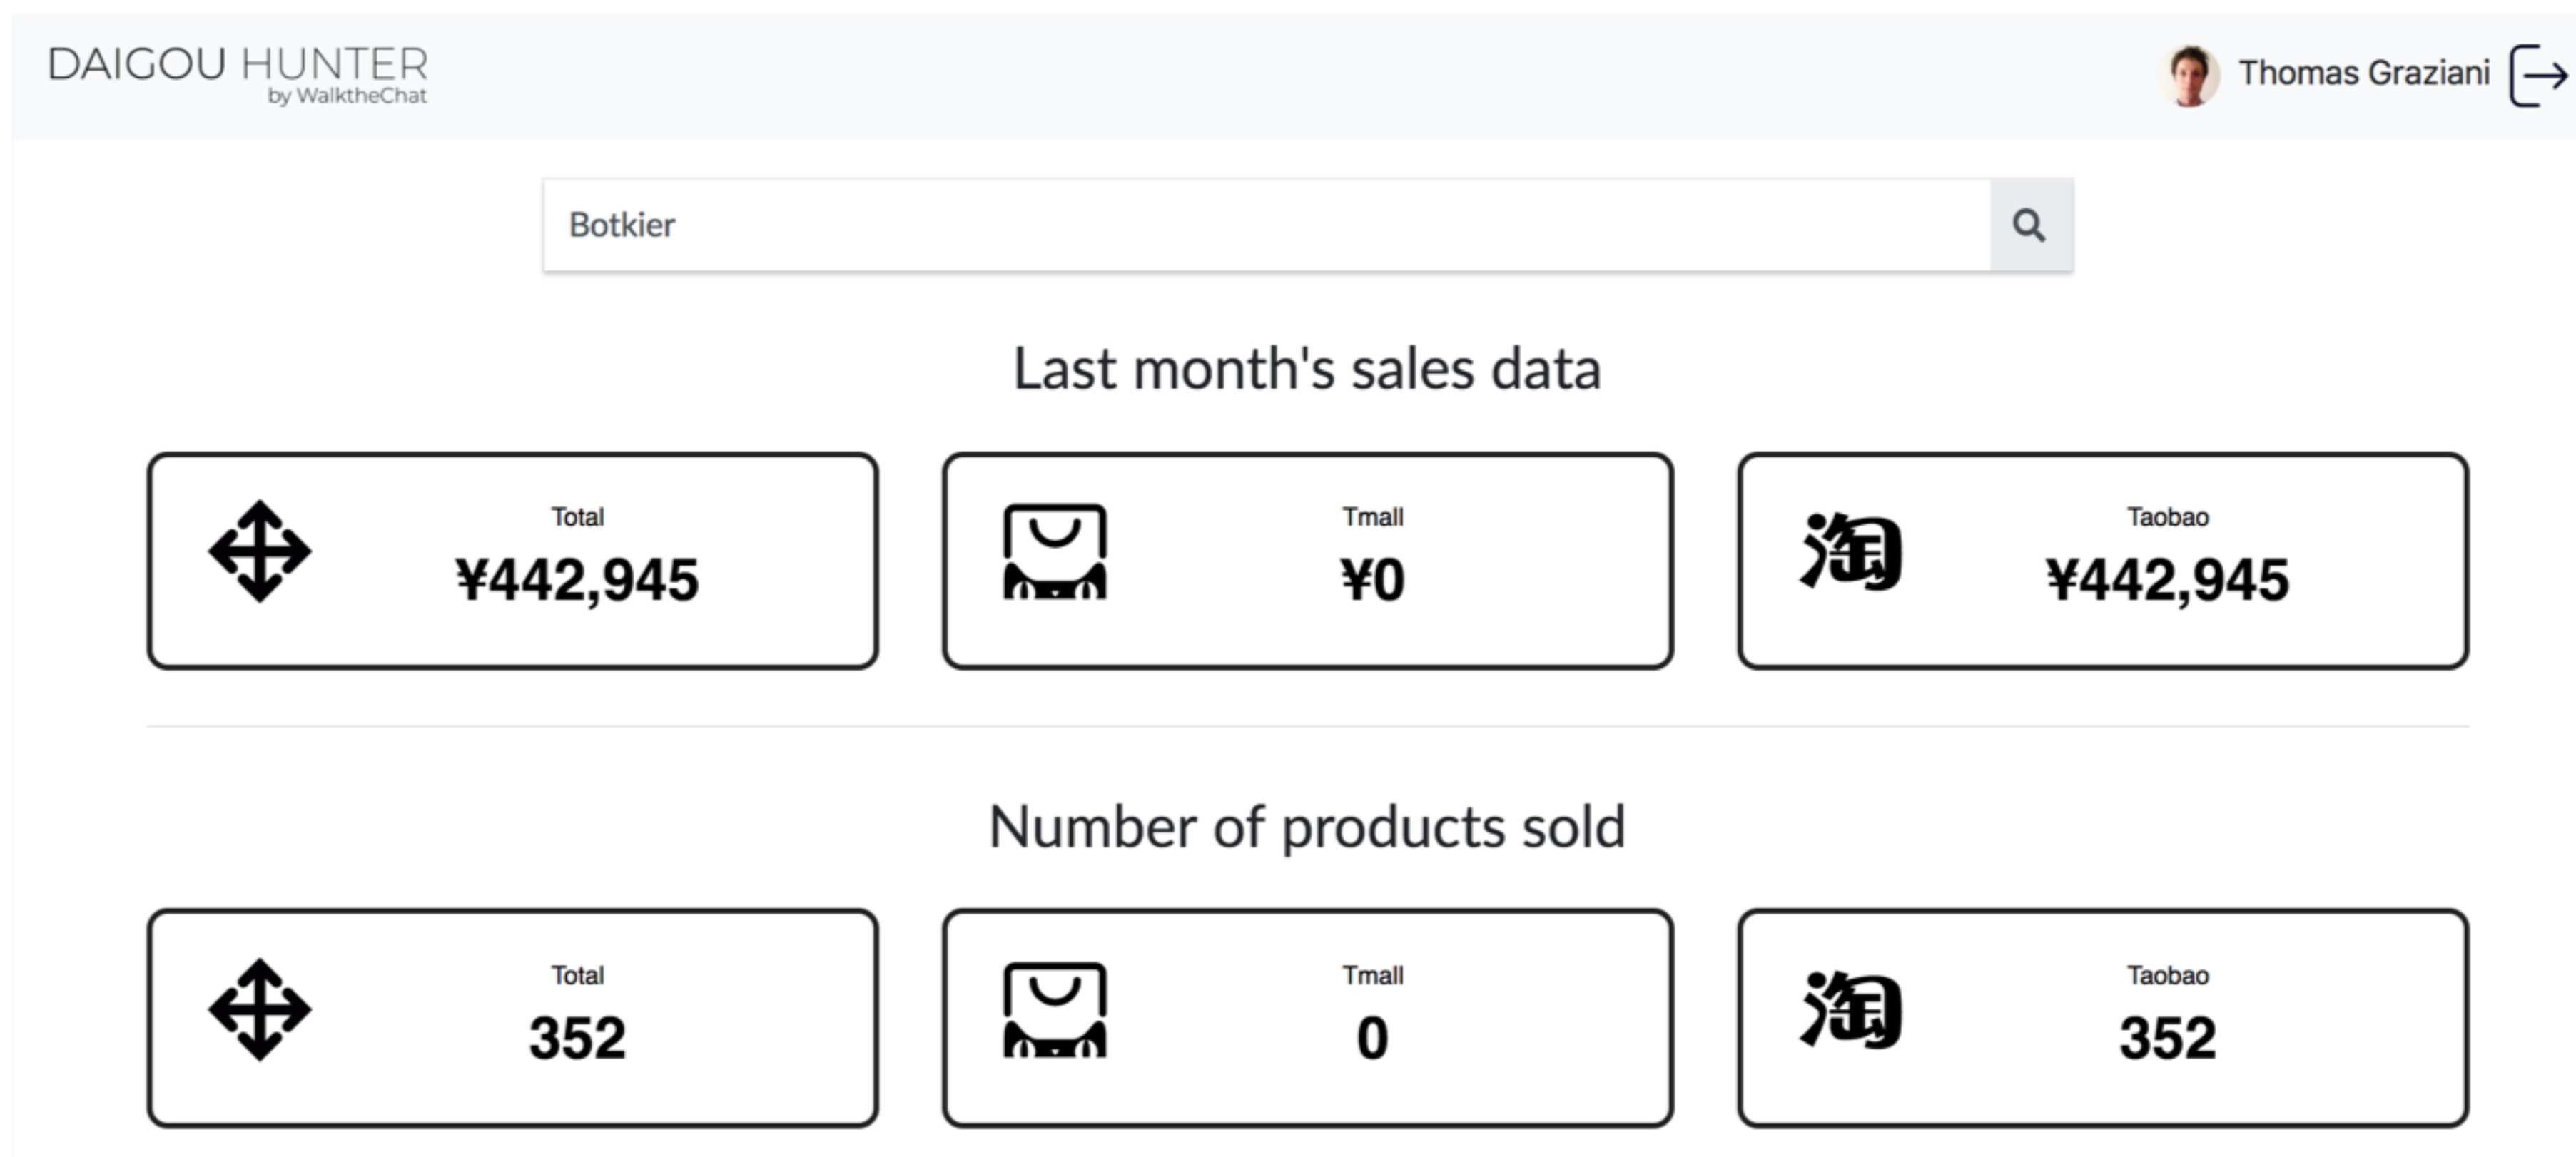 DAIGOU HUNTER
by WalktheChat
Thomas Graziani
Botkier
Last month's sales data
Total
¥442,945
Tmall
¥0
淘
Taobao
¥442,945
Number of products sold
Total
352
Tmall
0
淘
Taobao
352